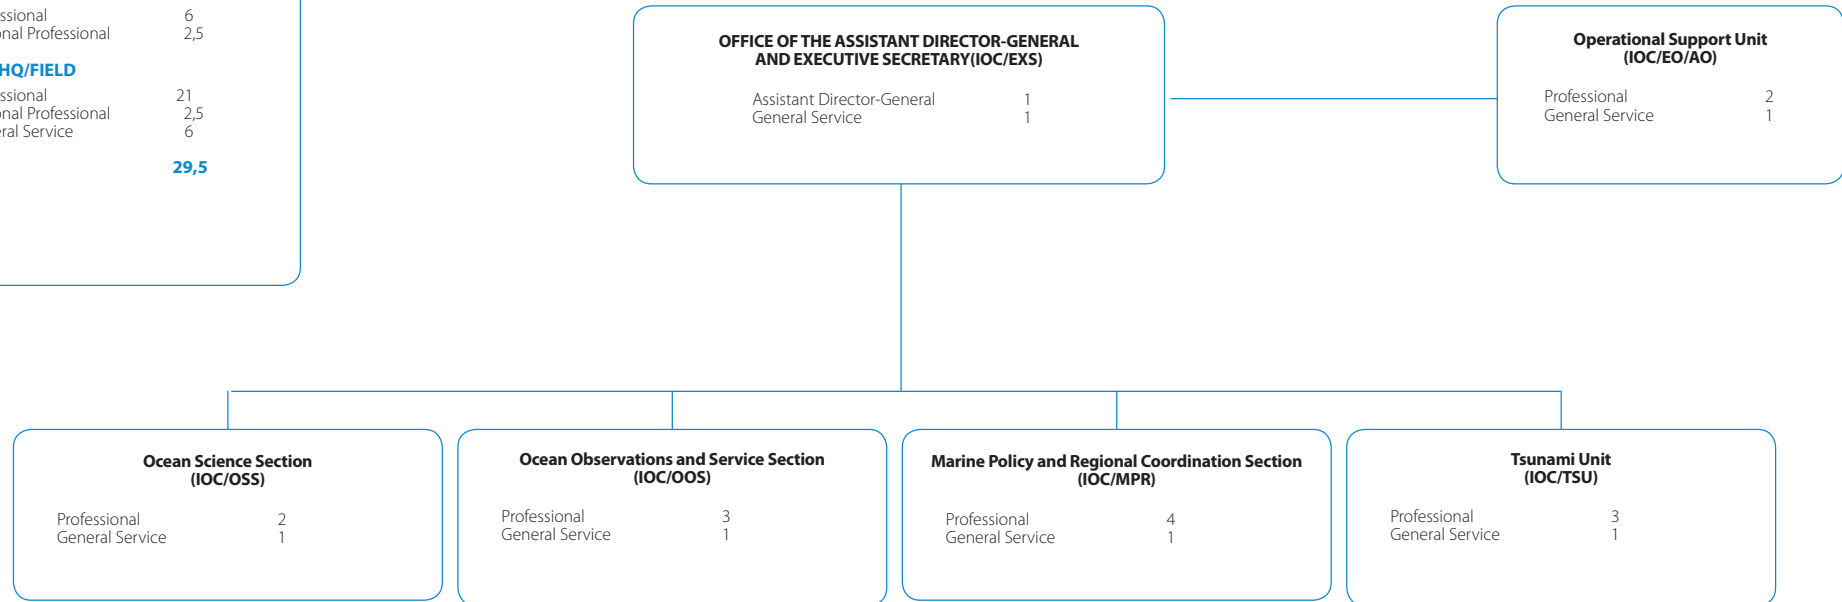 ssional 6
onal Professional 2,5
HQ/FIELD
ssional 21
onal Professional 2,5
eral Service 6
29,5
OFFICE OF THE ASSISTANT DIRECTOR-GENERAL
AND EXECUTIVE SECRETARY(IOC/EXS)
Assistant Director-General 1
General Service 1
Operational Support Unit
(IOC/EO/AO)
Professional 2
General Service 1
Ocean Science Section
(IOC/OSS)
Professional 2
General Service 1
Ocean Observations and Service Section
(IOC/OOS)
Professional 3
General Service 1
Marine Policy and Regional Coordination Section
(IOC/MPR)
Professional 4
General Service 1
Tsunami Unit
(IOC/TSU)
Professional 3
General Service 1